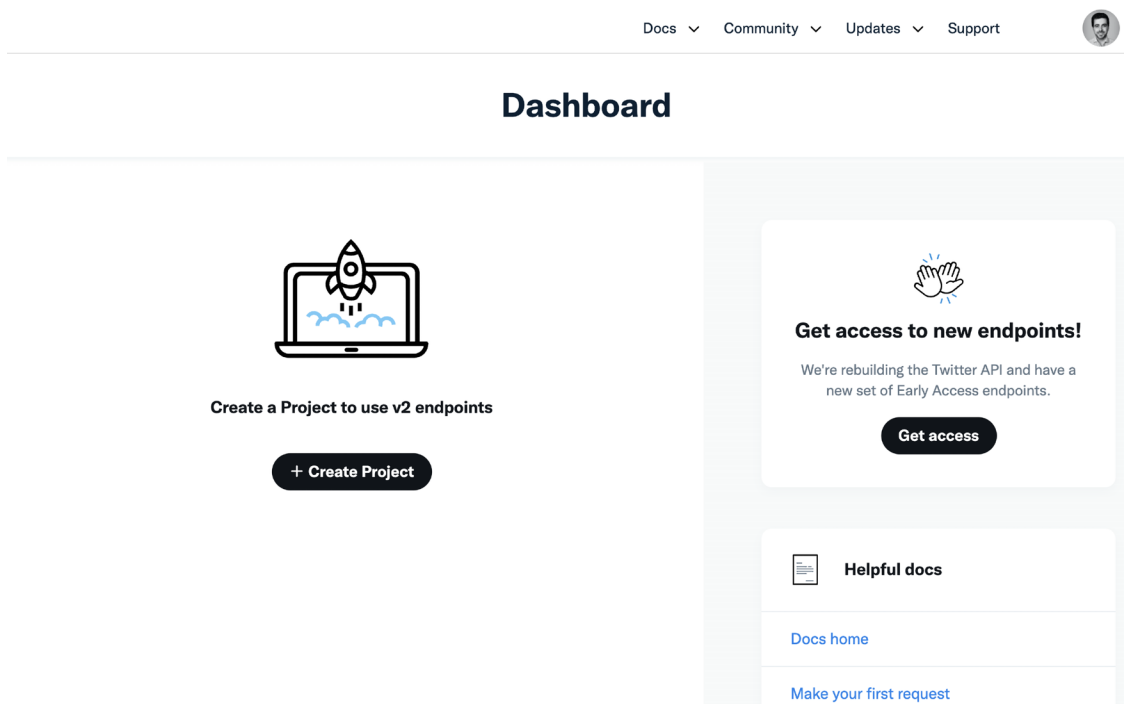 Docs Community Updates Support
Dashboard
Create a Project to use v2 endpoints
+ Create Project
Get access to new endpoints!
We're rebuilding the Twitter API and have a
new set of Early Access endpoints.
Get access
Helpful docs
Docs home
Make your first request